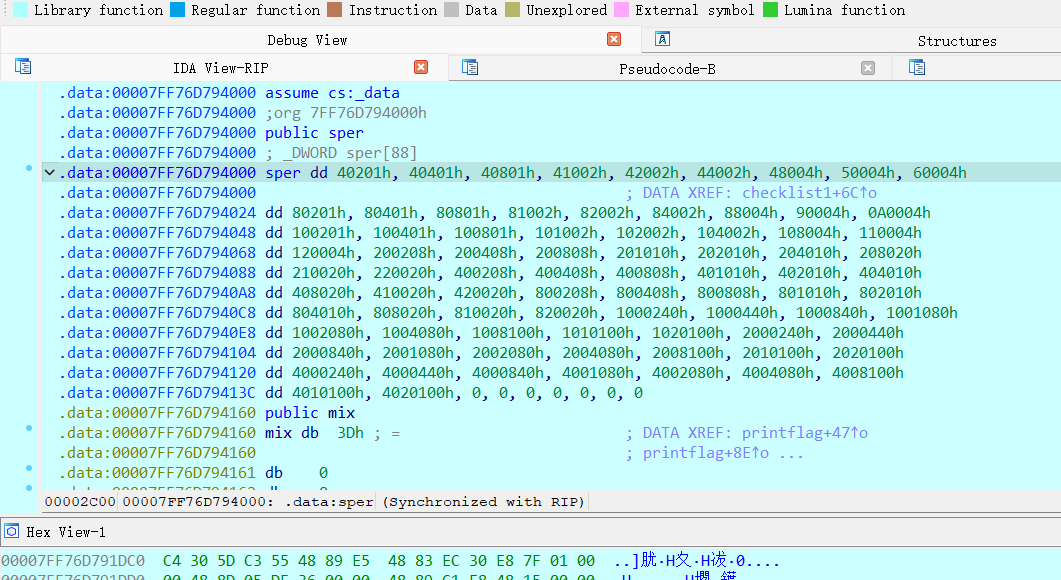 Library function Regular function Instruction Data Unexplored External symbol Lumina function
Debug View Structures
IDA View-RIP Pseudocode-B
.data:00007FF76D794000 assume cs:_data
.data:00007FF76D794000 ;org 7FF76D794000h
.data:00007FF76D794000 public sper
.data:00007FF76D794000 ; _DWORD sper[88]
.data:00007FF76D794000 sper dd 40201h, 40401h, 40801h, 41002h, 42002h, 44002h, 48004h, 50004h, 60004h
.data:00007FF76D794000 ; DATA XREF: checklist1+6C↑o
.data:00007FF76D794024 dd 80201h, 80401h, 80801h, 81002h, 82002h, 84002h, 88004h, 90004h, 0A0004h
.data:00007FF76D794048 dd 100201h, 100401h, 100801h, 101002h, 102002h, 104002h, 108004h, 110004h
.data:00007FF76D794068 dd 120004h, 200208h, 200408h, 200808h, 201010h, 202010h, 204010h, 208020h
.data:00007FF76D794088 dd 210020h, 220020h, 400208h, 400408h, 400808h, 401010h, 402010h, 404010h
.data:00007FF76D7940A8 dd 408020h, 410020h, 420020h, 800208h, 800408h, 800808h, 801010h, 802010h
.data:00007FF76D7940C8 dd 804010h, 808020h, 810020h, 820020h, 1000240h, 1000440h, 1000840h, 1001080h
.data:00007FF76D7940E8 dd 1002080h, 1004080h, 1008100h, 1010100h, 1020100h, 2000240h, 2000440h
.data:00007FF76D794104 dd 2000840h, 2001080h, 2002080h, 2004080h, 2008100h, 2010100h, 2020100h
.data:00007FF76D794120 dd 4000240h, 4000440h, 4000840h, 4001080h, 4002080h, 4004080h, 4008100h
.data:00007FF76D79413C dd 4010100h, 4020100h, 0, 0, 0, 0, 0, 0, 0
.data:00007FF76D794160 public mix
.data:00007FF76D794160 mix db 3Dh ; = ; DATA XREF: printflag+47↑o
.data:00007FF76D794160 ; printflag+8E↑o ...
.data:00007FF76D794161 db 0
00002C00 00007FF76D794000: .data:sper (Synchronized with RIP)
Hex View-1
00007FF76D791DC0 C4 30 5D C3 55 48 89 E5 48 83 EC 30 E8 7F 01 00